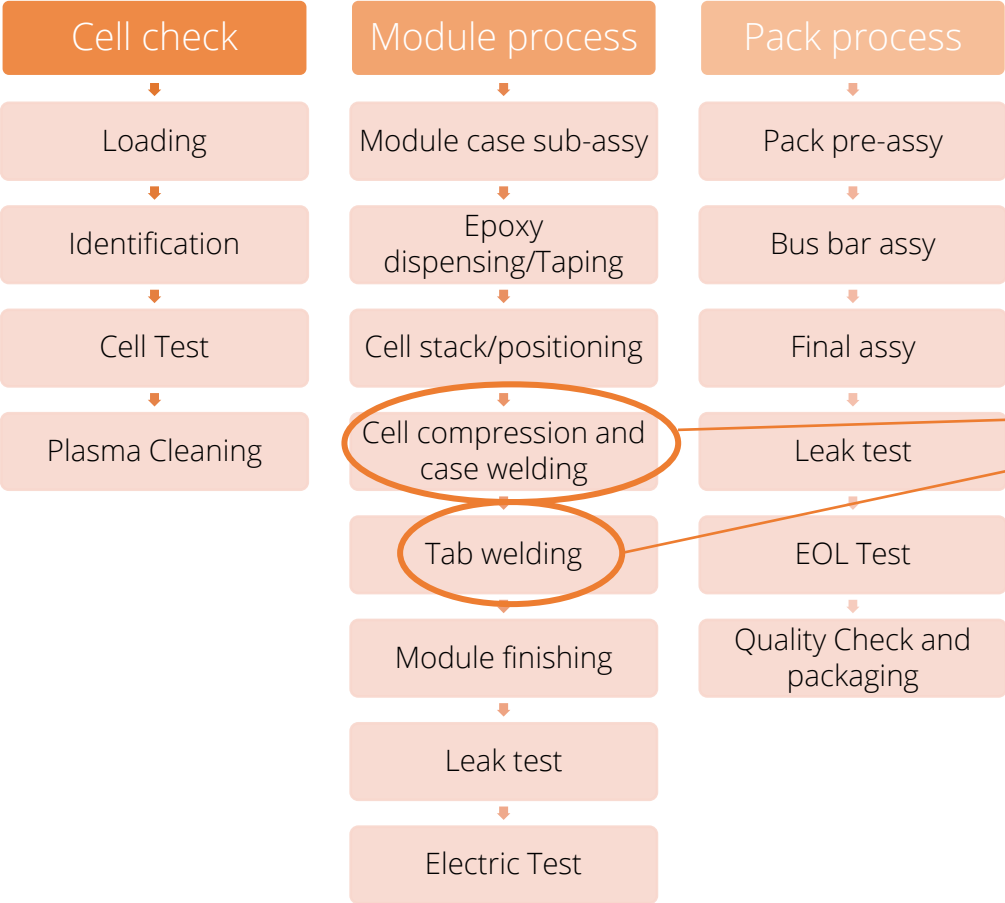 Cell check
Loading
Identification
Cell Test
Plasma Cleaning
Module process
Module case sub-assy
Epoxy
dispensing/Taping
Cell stack/positioning
Cell compression and
case welding
Tab welding
Module finishing
Leak test
Electric Test
Pack process
Pack pre-assy
Bus bar assy
Final assy
Leak test
EOL Test
Quality Check and
packaging